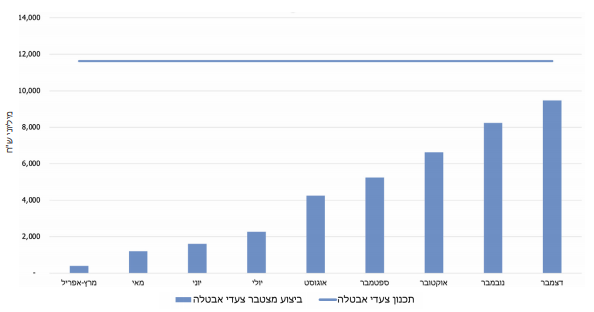 14,000
12,000
10,000
8,000
6,000
4,000
2,000
-
מיליוני ש"ח
מרץ-אפריל מאי יוני יולי אוגוסט ספטמבר אוקטובר נובמבר דצמבר
ביצוע מצטבר צעדי אבטלה תכנון צעדי אבטלה